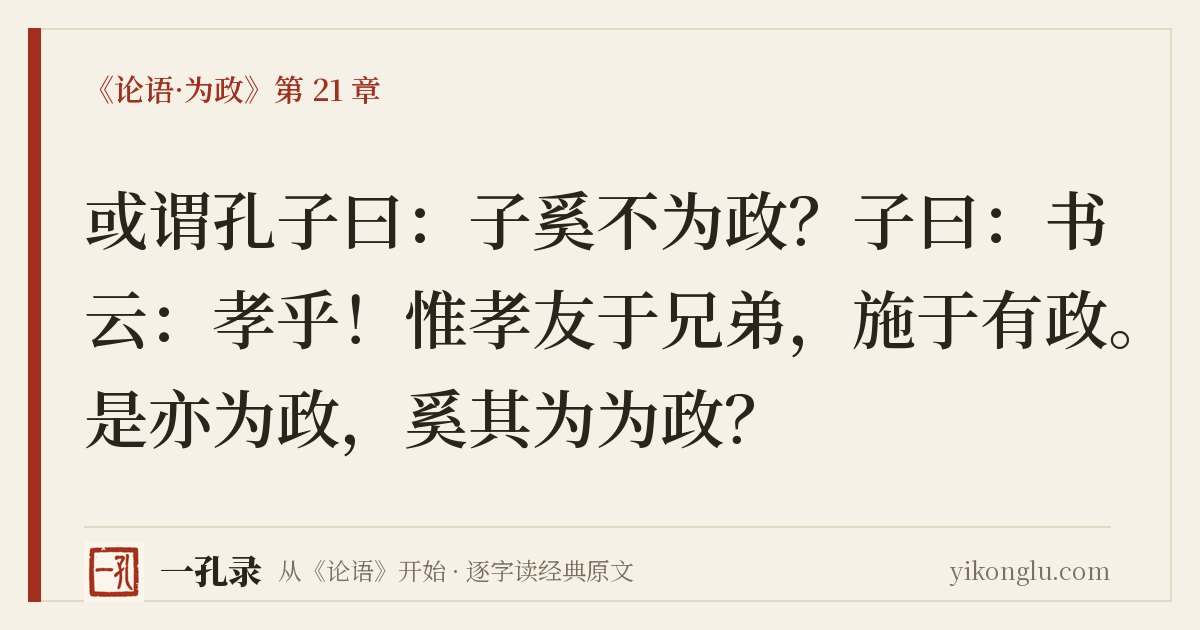 《论语·为政》第 21 章
或谓孔子曰：子奚不为政？子曰：书
云：孝乎！惟孝友于兄弟，施于有政。
是亦为政，奚其为为政？
一孔
一孔录 从《论语》开始 · 逐字读经典原文 yikonglu.com